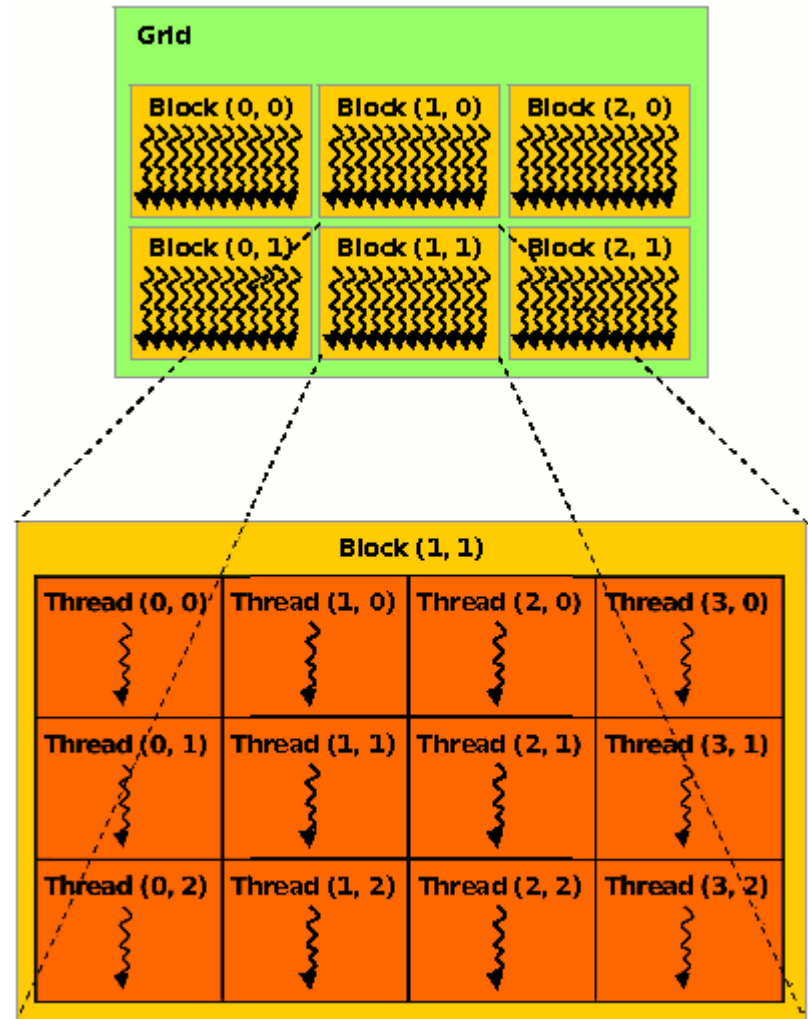 Grid
Block (0, 0) Block (1, 0) Block (2, 0)
Block (0, 1) Block (1, 1) Block (2, 1)
Block (1, 1)
Thread (0, 0) Thread (1, 0) Thread (2, 0) Thread (3, 0)
Thread (0, 1) Thread (1, 1) Thread (2, 1) Thread (3, 1)
Thread (0, 2) Thread (1, 2) Thread (2, 2) Thread (3, 2)